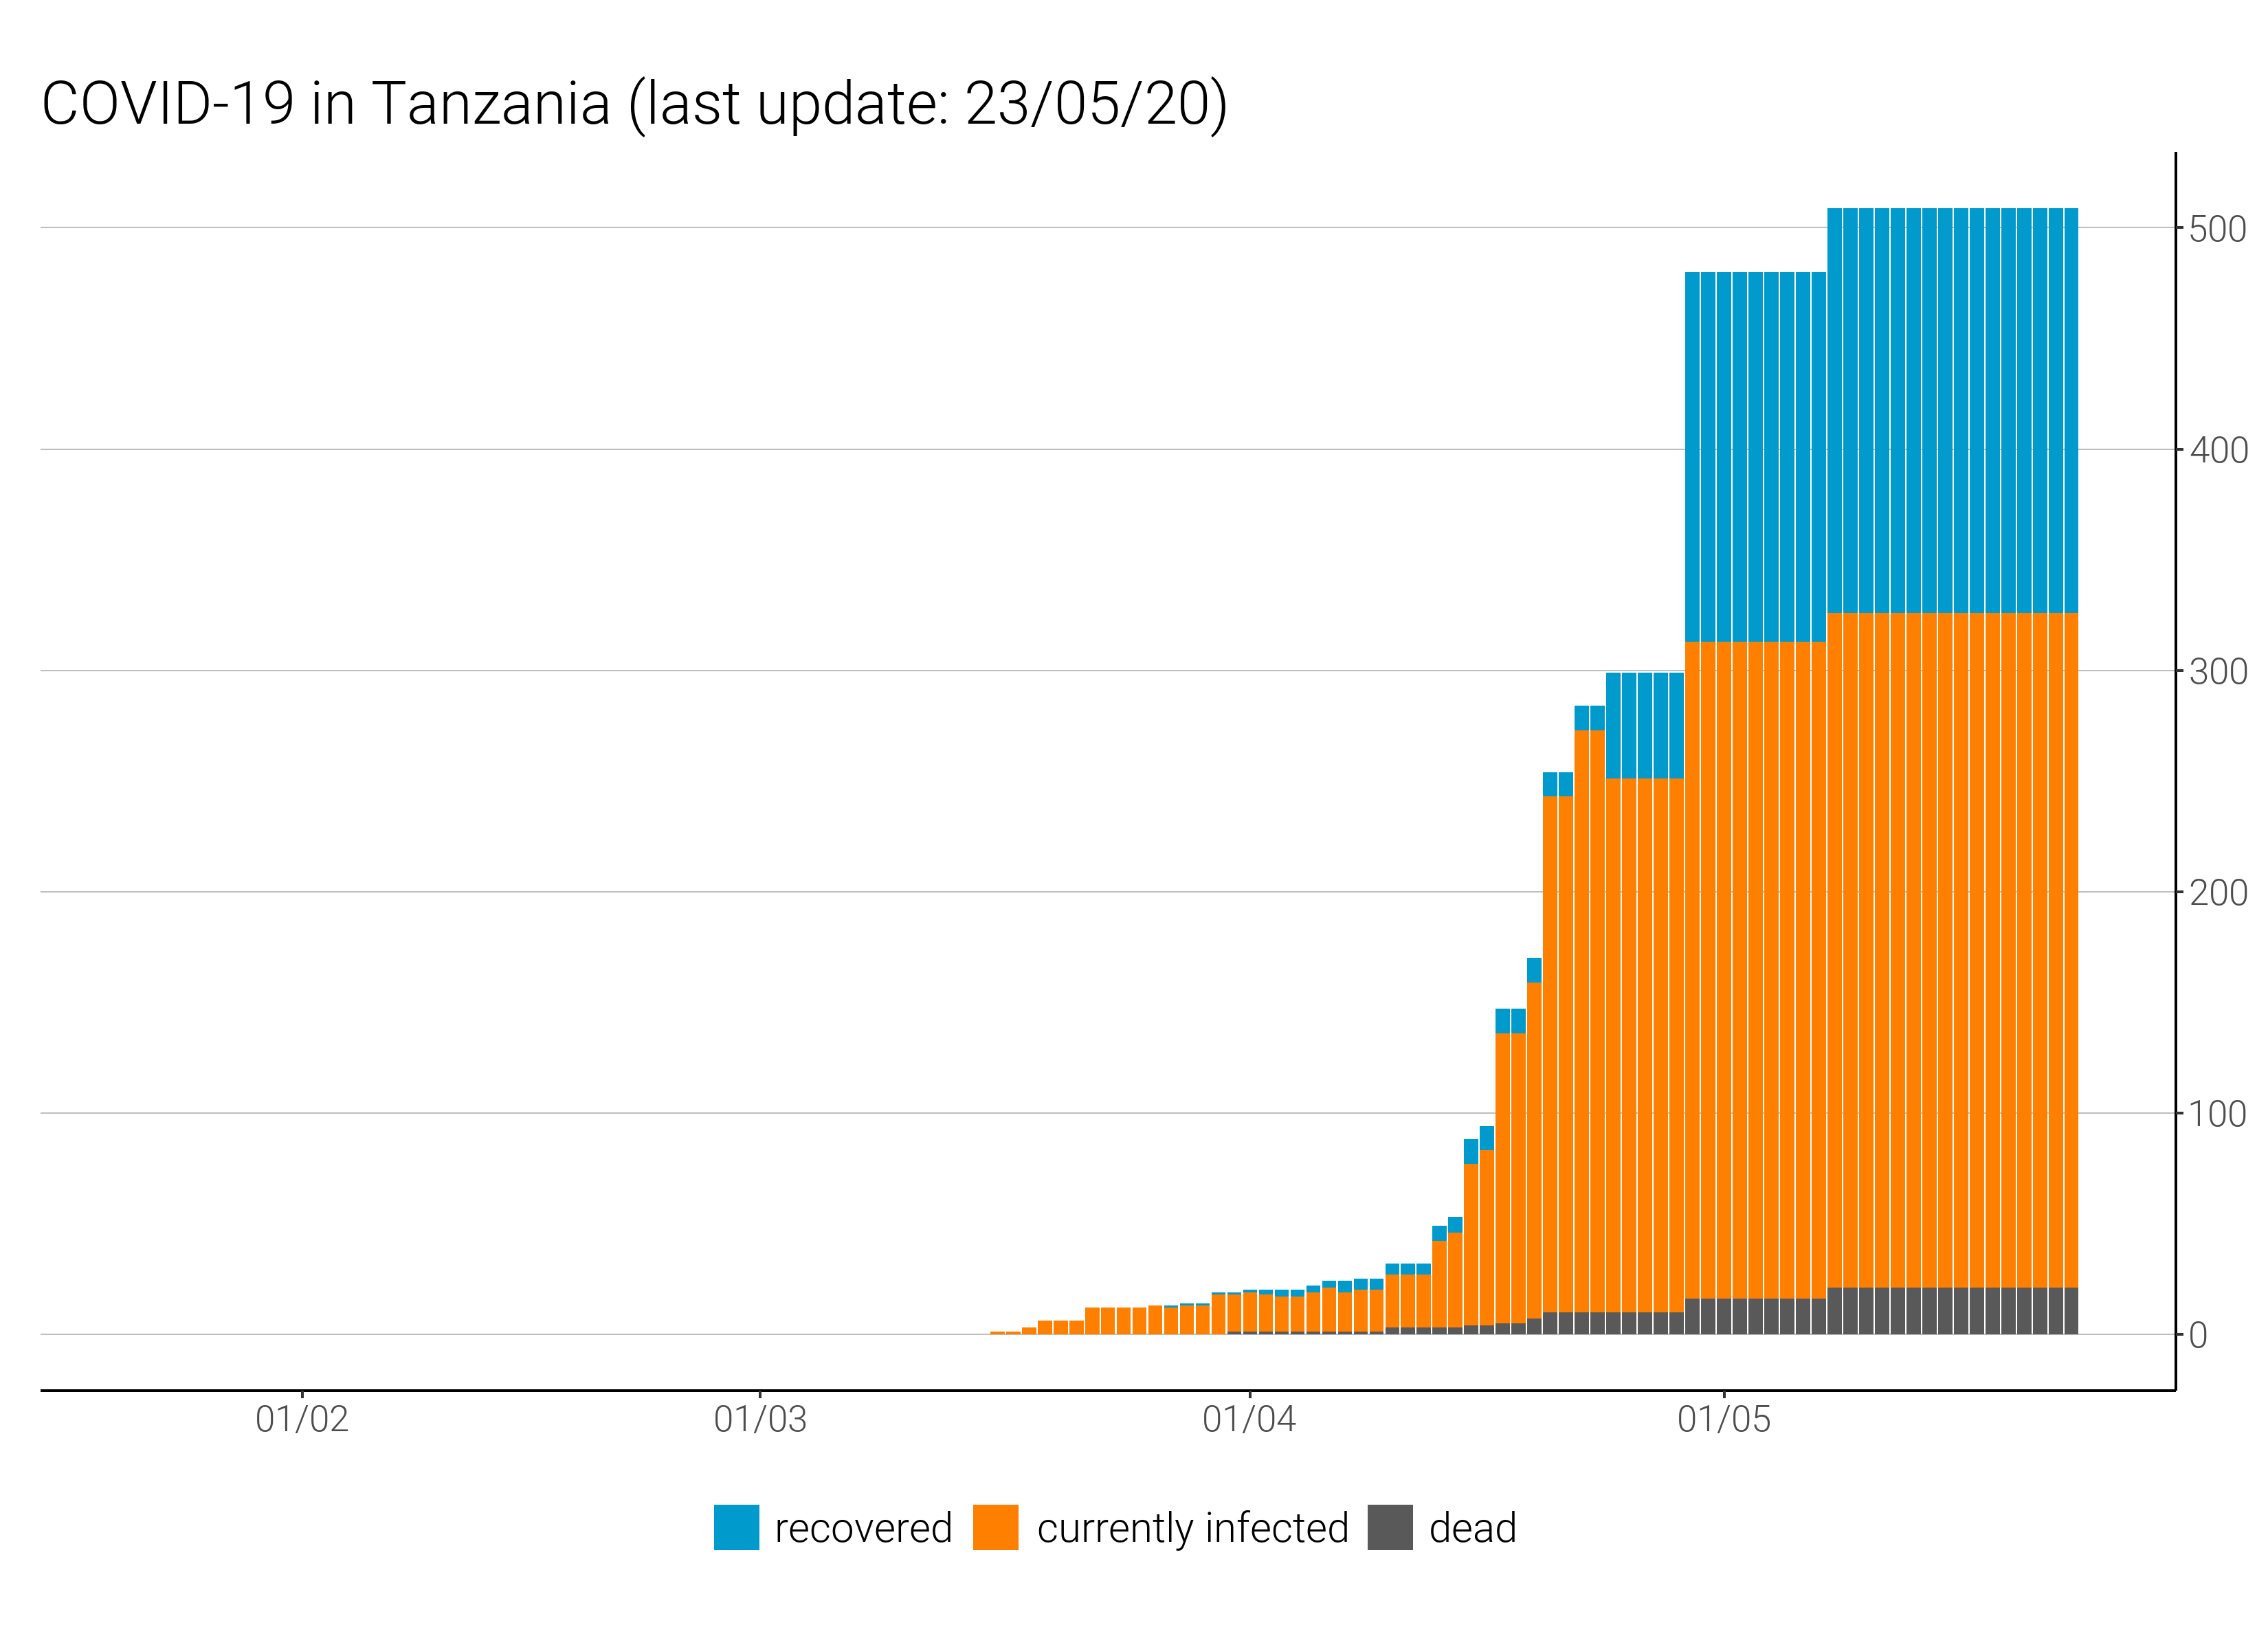 COVID-19 in Tanzania (last update: 23/05/20)
500
400
300
200
100
0
01/02 01/03 01/04 01/05
recovered currently infected dead